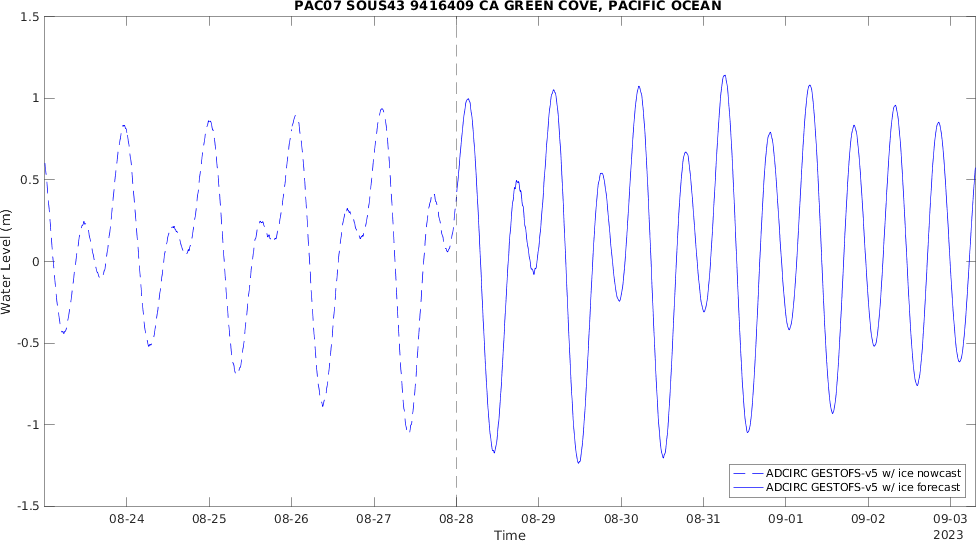 PAC07 SOUS43 9416409 CA GREEN COVE, PACIFIC OCEAN
1.5
1
0.5
0
-0.5
-1
-1.5
Water Level (m)
08-24 08-25 08-26 08-27 08-28 08-29 08-30 08-31 09-01 09-02 09-03
2023
Time
ADCIRC GESTOFS-v5 w/ ice nowcast
ADCIRC GESTOFS-v5 w/ ice forecast